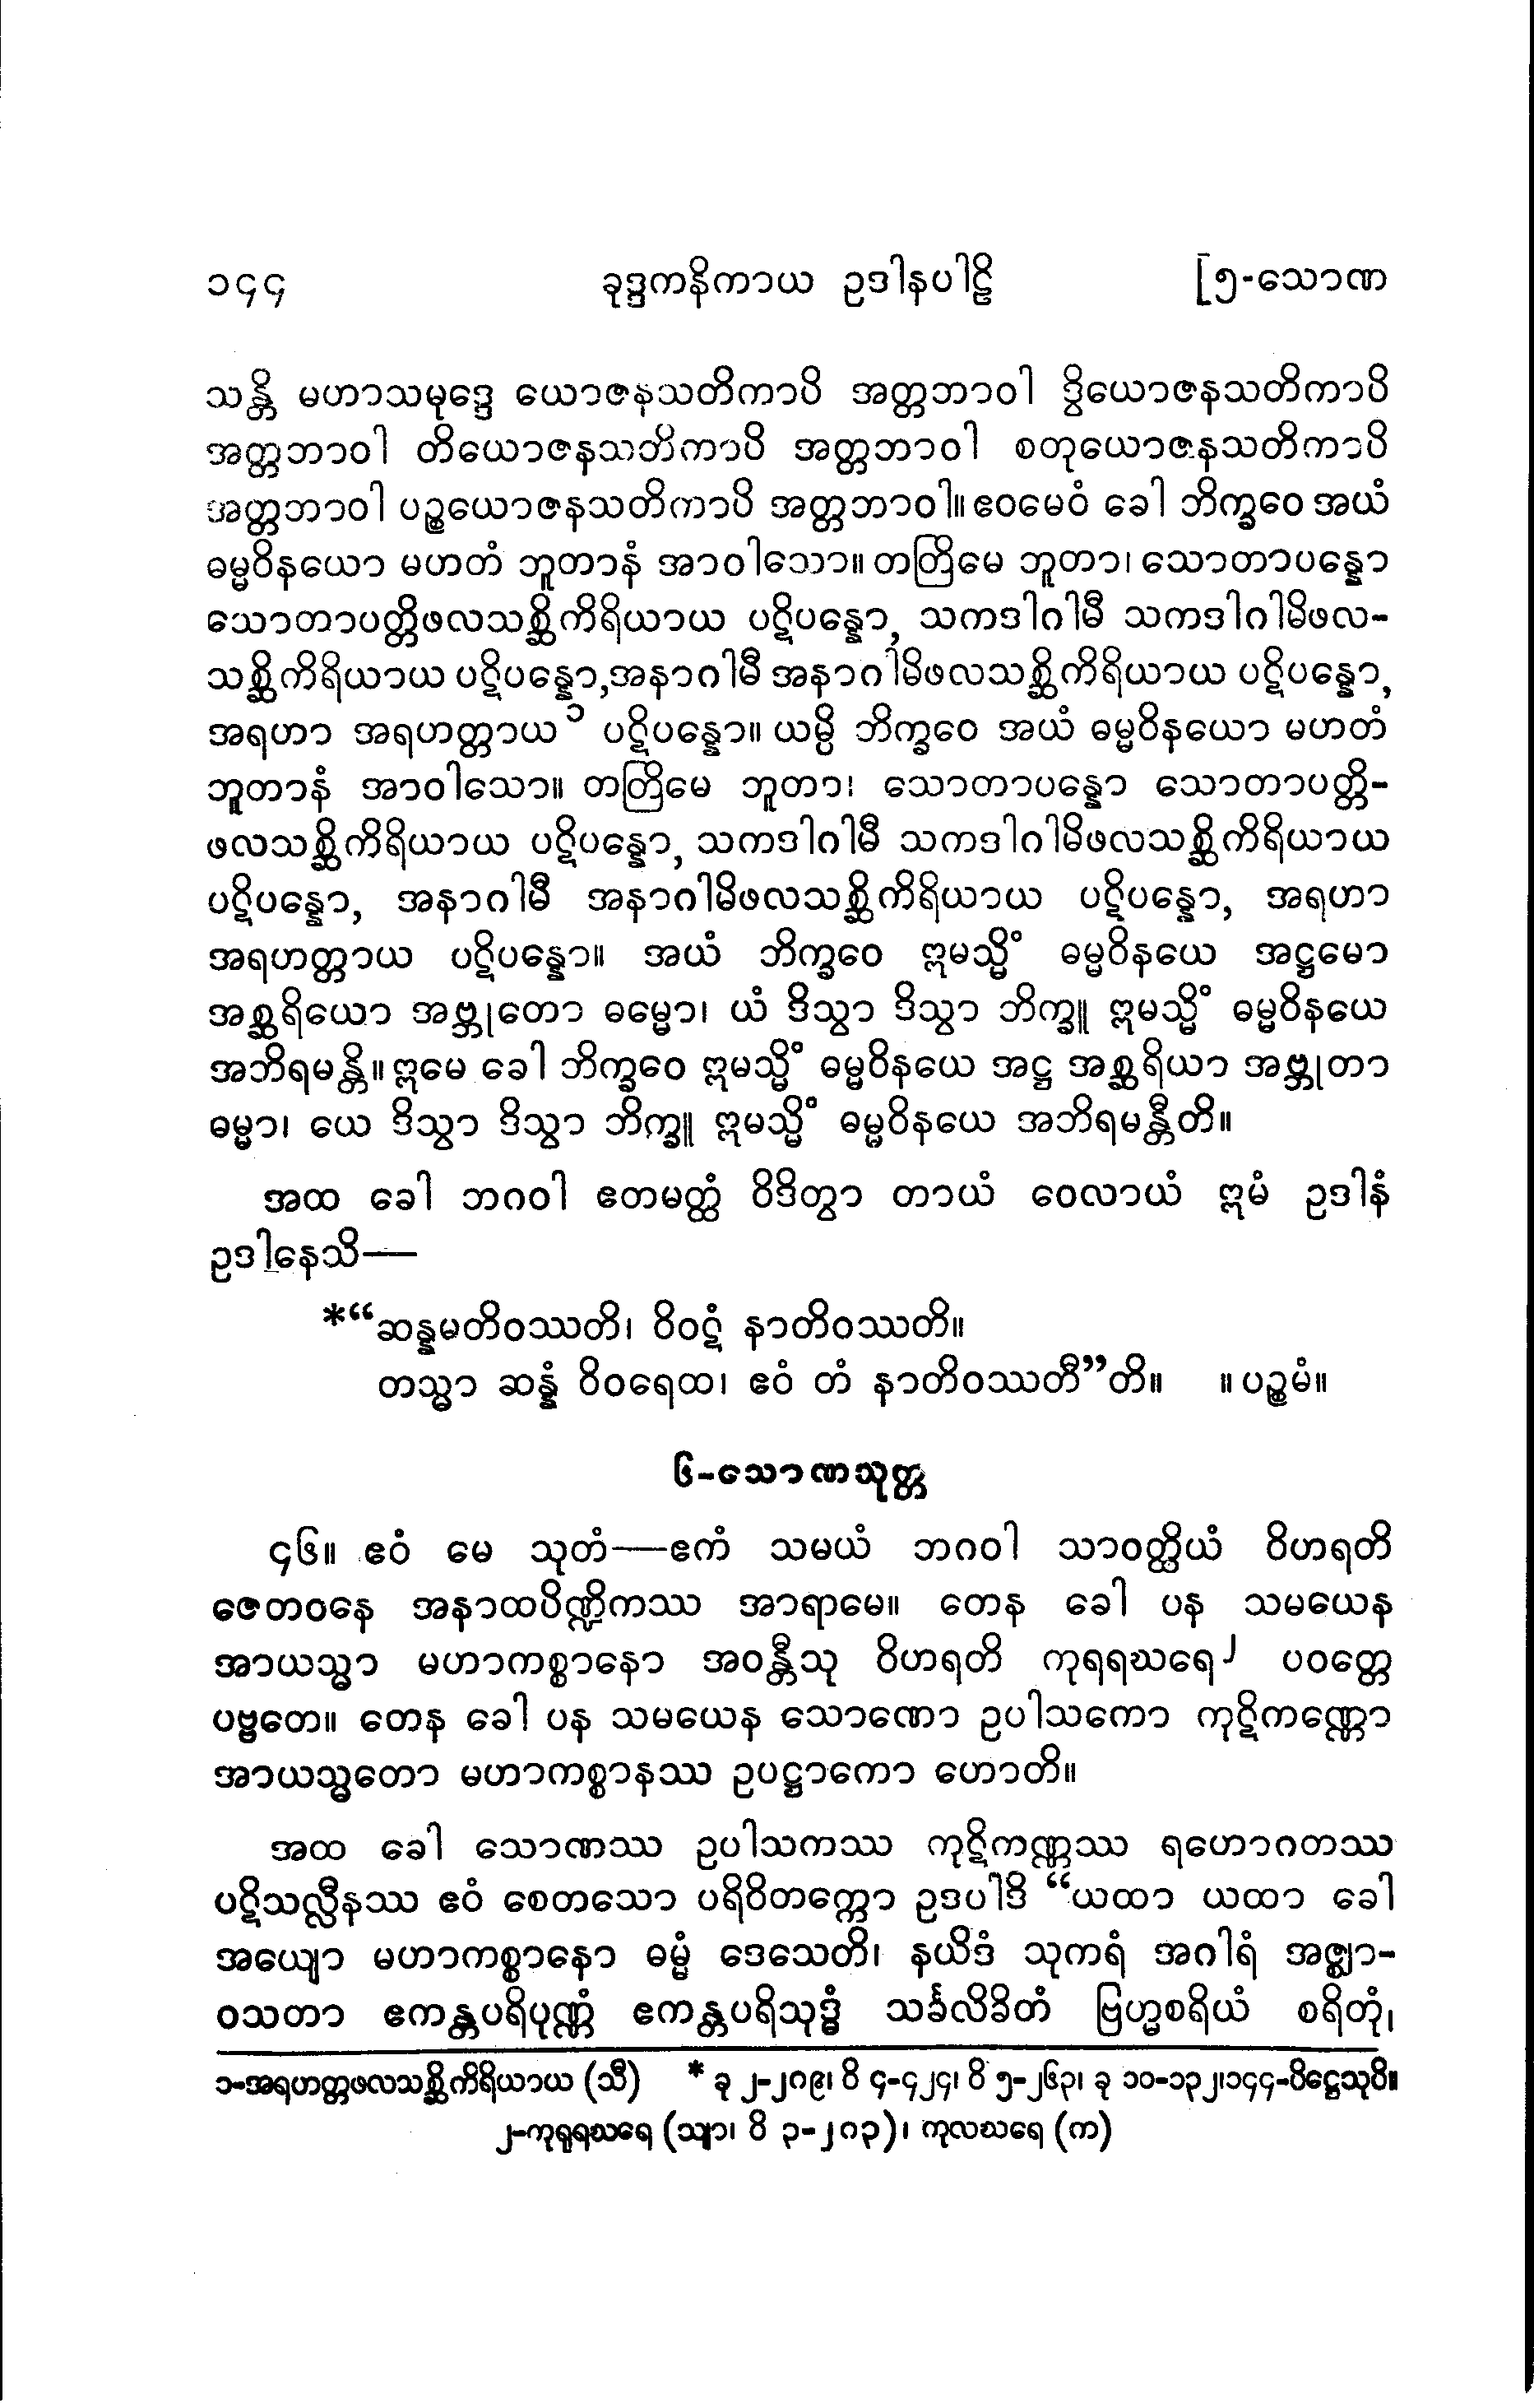 ၁၄၄ ခုဒ္ဒကနိကာယ ဥဒါနပါဠိ [၅-သောဏ
သန္တိ မဟာသမုဒ္ဒေ ယောဇနသတိကာပိ အတ္တဘာဝါ ဒွိယောဇနသတိကာပိ
အတ္တဘာဝါ တိယောဇနသတိကာပိ အတ္တဘာဝါ စတုယောဇနသတိကာပိ
အတ္တဘာဝါ ပဉ္စယောဇနသတိကာပိ အတ္တဘာဝါ။ ဧဝမေဝံ ခေါ ဘိက္ခဝေ အယံ
ဓမ္မဝိနယော မဟတံ ဘူတာနံ အာဝါသော။ တတြိမေ ဘူတာ၊ သောတာပန္နော
သောတာပတ္တိဖလသစ္ဆိကိရိယာယ ပဋိပန္နော, သကဒါဂါမီ သကဒါဂါမိဖလ-
သစ္ဆိကိရိယာယ ပဋိပန္နော,အနာဂါမီ အနာဂါမိဖလသစ္ဆိကိရိယာယ ပဋိပန္နော,
အရဟာ အရဟတ္တာယ ၁ ပဋိပန္နော။ ယမ္ပိ ဘိက္ခဝေ အယံ ဓမ္မဝိနယော မဟတံ
ဘူတာနံ အာဝါသော။ တတြိမေ ဘူတာ၊ သောတာပန္နော သောတာပတ္တိ-
ဖလသစ္ဆိကိရိယာယ ပဋိပန္နော, သကဒါဂါမီ သကဒါဂါမိဖလသစ္ဆိကိရိယာယ
ပဋိပန္နော, အနာဂါမီ အနာဂါမိဖလသစ္ဆိကိရိယာယ ပဋိပန္နော, အရဟာ
အရဟတ္တာယ ပဋိပန္နော။ အယံ ဘိက္ခဝေ ဣမသ္မိံ ဓမ္မဝိနယေ အဋ္ဌမော
အစ္ဆရိယော အဗ္ဘုတော ဓမ္မော၊ ယံ ဒိသွာ ဒိသွာ ဘိက္ခူ ဣမသ္မိံ ဓမ္မဝိနယေ
အဘိရမန္တိ။ ဣမေ ခေါ ဘိက္ခဝေ ဣမသ္မိံ ဓမ္မဝိနယေ အဋ္ဌ အစ္ဆရိယာ အဗ္ဘုတာ
ဓမ္မာ၊ ယေ ဒိသွာ ဒိသွာ ဘိက္ခူ ဣမသ္မိံ ဓမ္မဝိနယေ အဘိရမန္တီတိ။
အထ ခေါ ဘဂဝါ ဧတမတ္ထံ ဝိဒိတွာ တာယံ ဝေလာယံ ဣမံ ဥဒါနံ
ဥဒါနေသိ—
*“ဆန္နမတိဝဿတိ၊ ဝိဝဋံ နာတိဝဿတိ။
တသ္မာ ဆန္နံ ဝိဝရေထ၊ ဧဝံ တံ နာတိဝဿတီ”တိ။ ။ ပဉ္စမံ။
၆-သောဏသုတ္တ
၄၆။ ဧဝံ မေ သုတံ—ဧကံ သမယံ ဘဂဝါ သာဝတ္ထိယံ ဝိဟရတိ
ဇေတဝနေ အနာထပိဏ္ဍိကဿ အာရာမေ။ တေန ခေါ ပန သမယေန
အာယသ္မာ မဟာကစ္စာနော အဝန္တီသု ဝိဟရတိ ကုရရဃရေ၂ ပဝတ္တေ
ပဗ္ဗတေ။ တေန ခေါ ပန သမယေန သောဏော ဥပါသကော ကုဋိကဏ္ဏော
အာယသ္မတော မဟာကစ္စာနဿ ဥပဋ္ဌာကော ဟောတိ။
အထ ခေါ သောဏဿ ဥပါသကဿ ကုဋိကဏ္ဏဿ ရဟောဂတဿ
ပဋိသလ္လီနဿ ဧဝံ စေတသော ပရိဝိတက္ကော ဥဒပါဒိ “ယထာ ယထာ ခေါ
အယျော မဟာကစ္စာနော ဓမ္မံ ဒေသေတိ၊ နယိဒံ သုကရံ အဂါရံ အဇ္ဈာ-
ဝသတာ ဧကန္တပရိပုဏ္ဏံ ဧကန္တပရိသုဒ္ဓံ သင်္ခလိခိတံ ဗြဟ္မစရိယံ စရိတုံ,
၁-အရဟတ္တဖလသစ္ဆိကိရိယာယ (သီ) * ခု ၂-၂၈၉၊ ဝိ ၄-၄၂၄၊ ဝိ ၅-၂၆၃၊ ခု ၁၀-၁၃၂၊၁၄၄-ပိဋ္ဌေသုပိ။
၂-ကုရုရဃရေ (သျာ၊ ဝိ ၃-၂၈၃)၊ ကုလဃရေ (က)